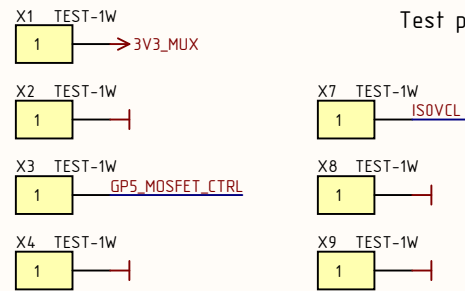 X1 TEST-1W
1
3V3_MUX
Test p
X2 TEST-1W
1
X7 TEST-1W
1
ISOVCL
X3 TEST-1W
1
GP5_MOSFET_CTRL
X8 TEST-1W
1
X4 TEST-1W
1
X9 TEST-1W
1